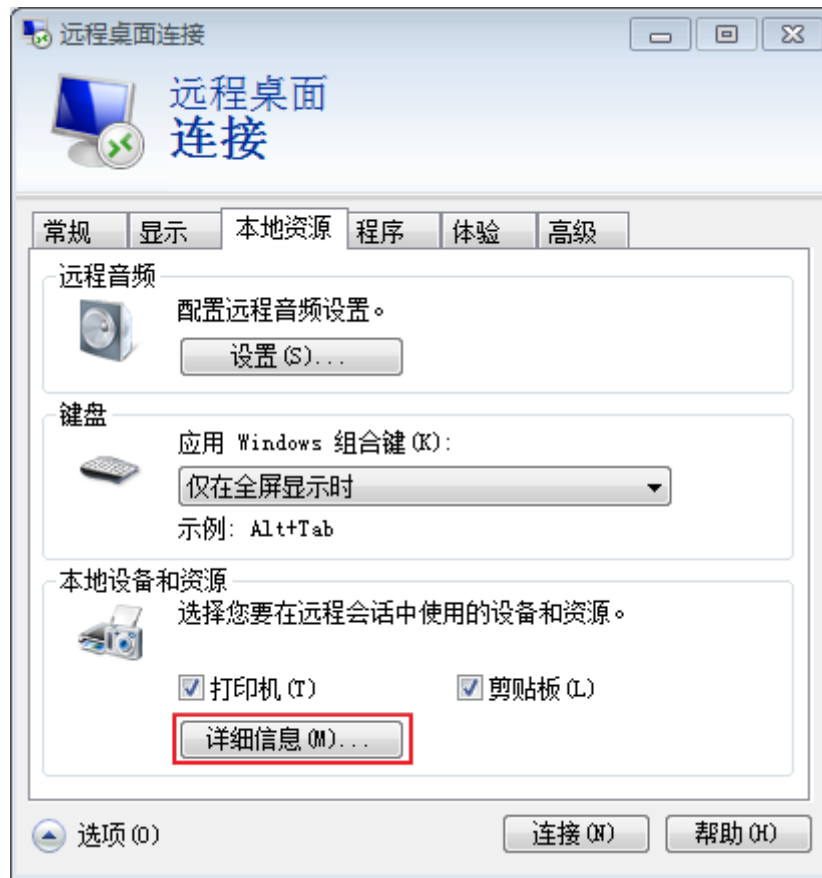 远程桌面连接
远程桌面
连接
常规 显示 本地资源 程序 体验 高级
远程音频
配置远程音频设置。
设置(S)...
键盘
应用 Windows 组合键(K):
仅在全屏显示时
示例: Alt+Tab
本地设备和资源
选择您要在远程会话中使用的设备和资源。
打印机(T) 剪贴板(L)
详细信息(M)...
选项(O) 连接(N) 帮助(H)